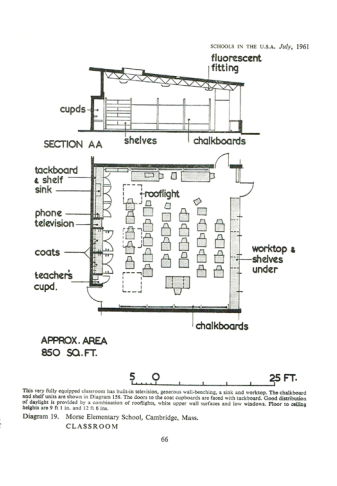 SCHOOLS IN THE U.S.A. July, 1961
fluorescent
fitting
cupds
SECTION AA
shelves
chalkboards
tackboard
& shelf
sink
rooflight
phone
television
coats
worktop &
shelves
under
teacher's
cupd.
chalkboards
APPROX. AREA
850 SQ. FT.
5 0 25 FT.
This very fully equipped classroom has built-in television, generous wall-benching, a sink and worktop. The chalkboard
and shelf units are shown in Diagram 158. The doors to the coat cupboards are faced with tackboard. Good distribution
of daylight is provided by a combination of rooflights, white upper wall surfaces and low windows. Floor to ceiling
heights are 9 ft 1 in. and 12 ft 6 ins.
Diagram 19. Morse Elementary School, Cambridge, Mass.
CLASSROOM
66